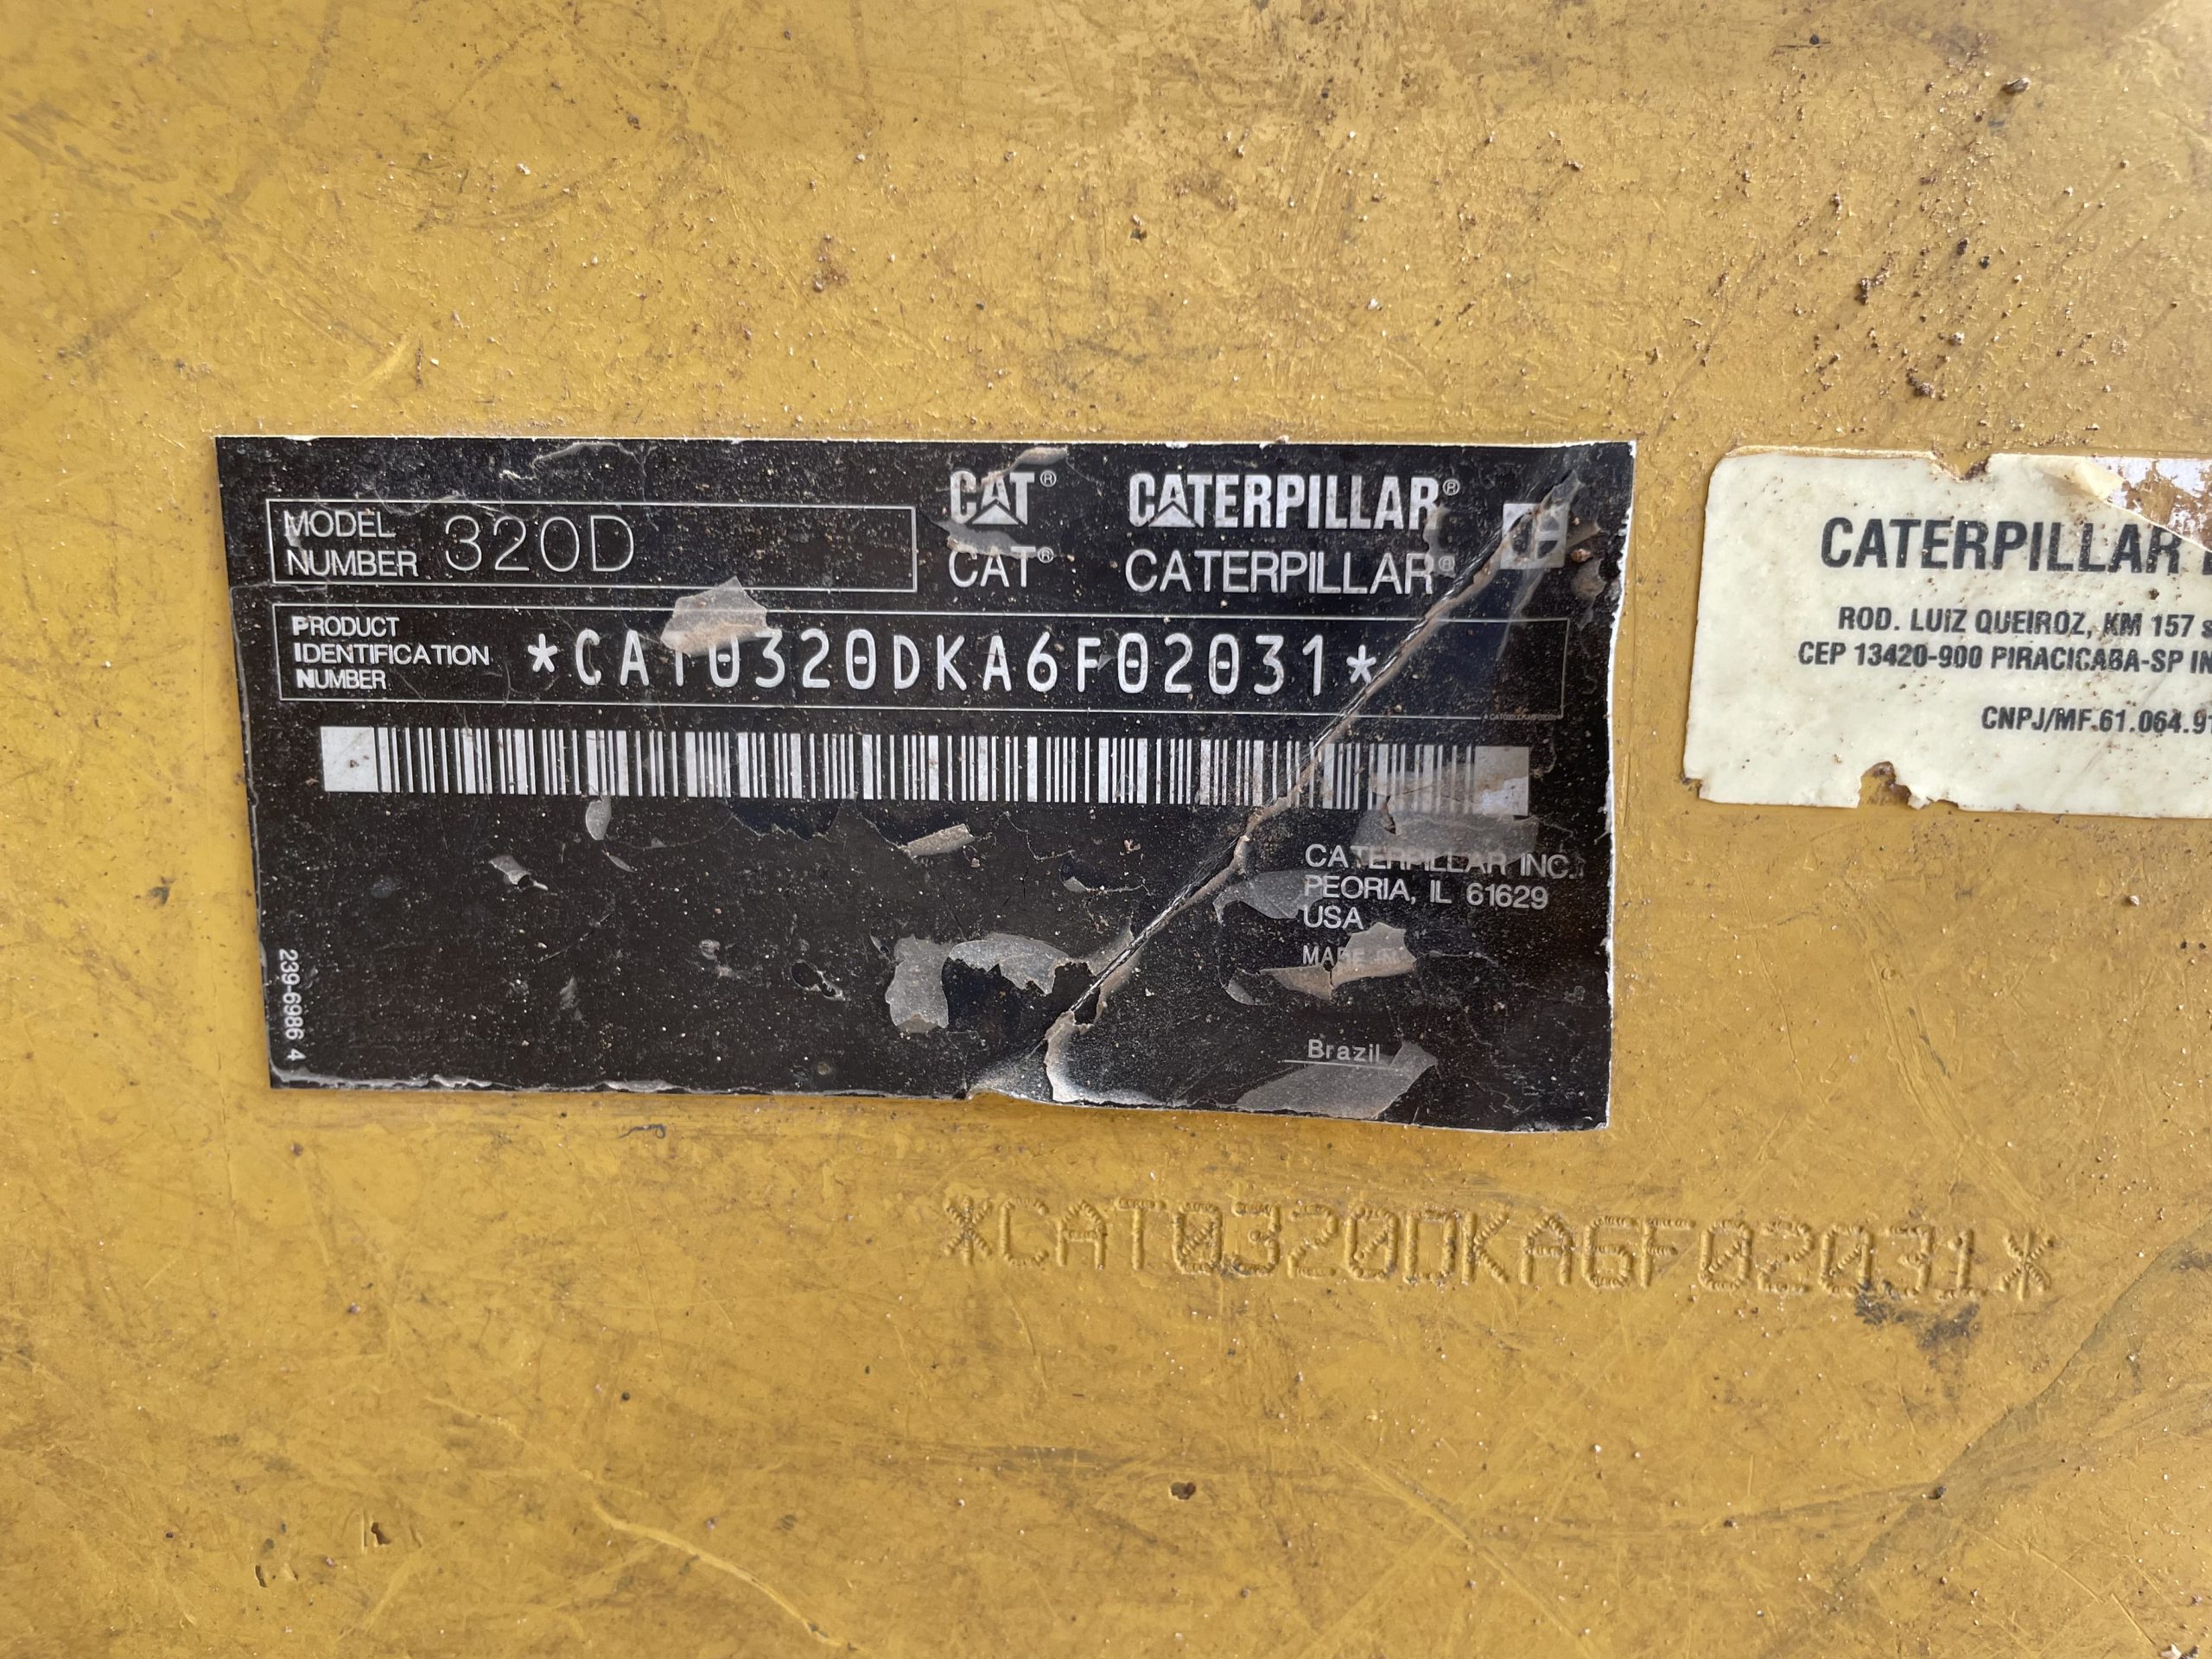 CAT® CATERPILLAR®
MODEL NUMBER 320D
CAT® CATERPILLAR®
PRODUCT
IDENTIFICATION
NUMBER
*CAT0320DKA6F02031*
CATERPILLAR INC.
PEORIA, IL 61629
USA
MADE IN
Brazil
239-6986 4
CATERPILLAR
ROD. LUIZ QUEIROZ, KM 157
CEP 13420-900 PIRACICABA-SP
CNPJ/MF.61.064.9
*CAT0320DKA6F02031*